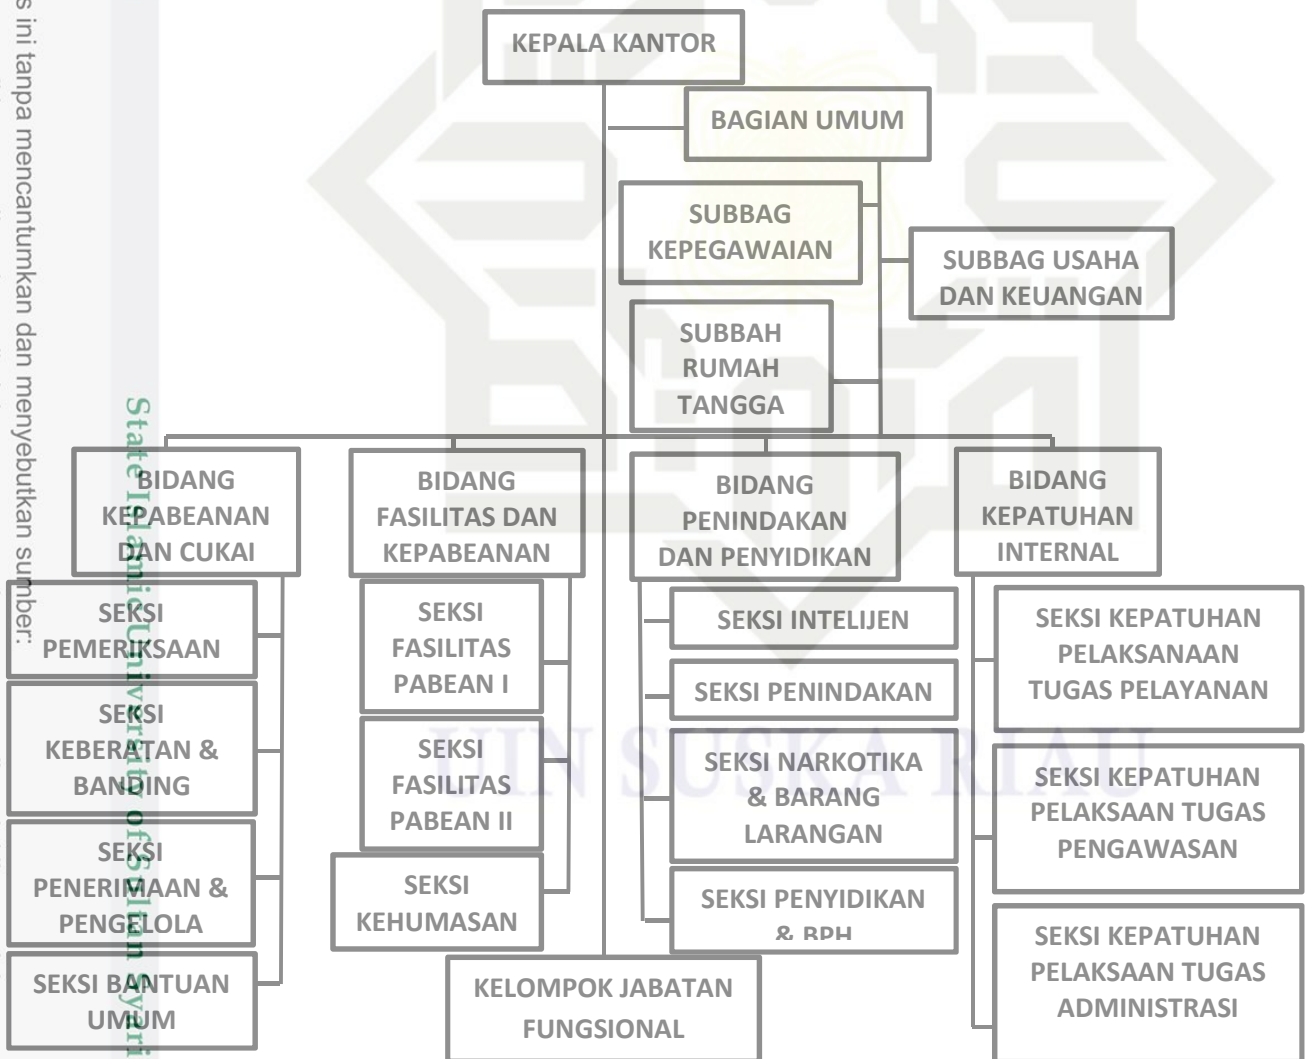 KEPALA KANTOR
BAGIAN UMUM
SUBBAG
KEPEGAWAIAN
SUBBAG USAHA
DAN KEUANGAN
SUBBAH
RUMAH
TANGGA
BIDANG
KEPABEANAN
DAN CUKAI
SEKSI
PEMERIKSAAN
SEKSI
KEBERATAN &
BANDING
SEKSI
PENERIMAAN &
PENGELOLA
SEKSI BANTUAN
UMUM
BIDANG
FASILITAS DAN
KEPABEANAN
SEKSI
FASILITAS
PABEAN I
SEKSI
FASILITAS
PABEAN II
SEKSI
KEHUMASAN
BIDANG
PENINDAKAN
DAN PENYIDIKAN
SEKSI INTELIJEN
SEKSI PENINDAKAN
SEKSI NARKOTIKA
& BARANG
LARANGAN
SEKSI PENYIDIKAN
& BPH
BIDANG
KEPATUHAN
INTERNAL
SEKSI KEPATUHAN
PELAKSANAAN
TUGAS PELAYANAN
SEKSI KEPATUHAN
PELAKSAAN TUGAS
PENGAWASAN
SEKSI KEPATUHAN
PELAKSAAN TUGAS
ADMINISTRASI
KELOMPOK JABATAN
FUNGSIONAL
UIN SUSKA RIAU
State Islamic University of Sultan Syari
s ini tanpa mencantumkan dan menyebutkan sumber: